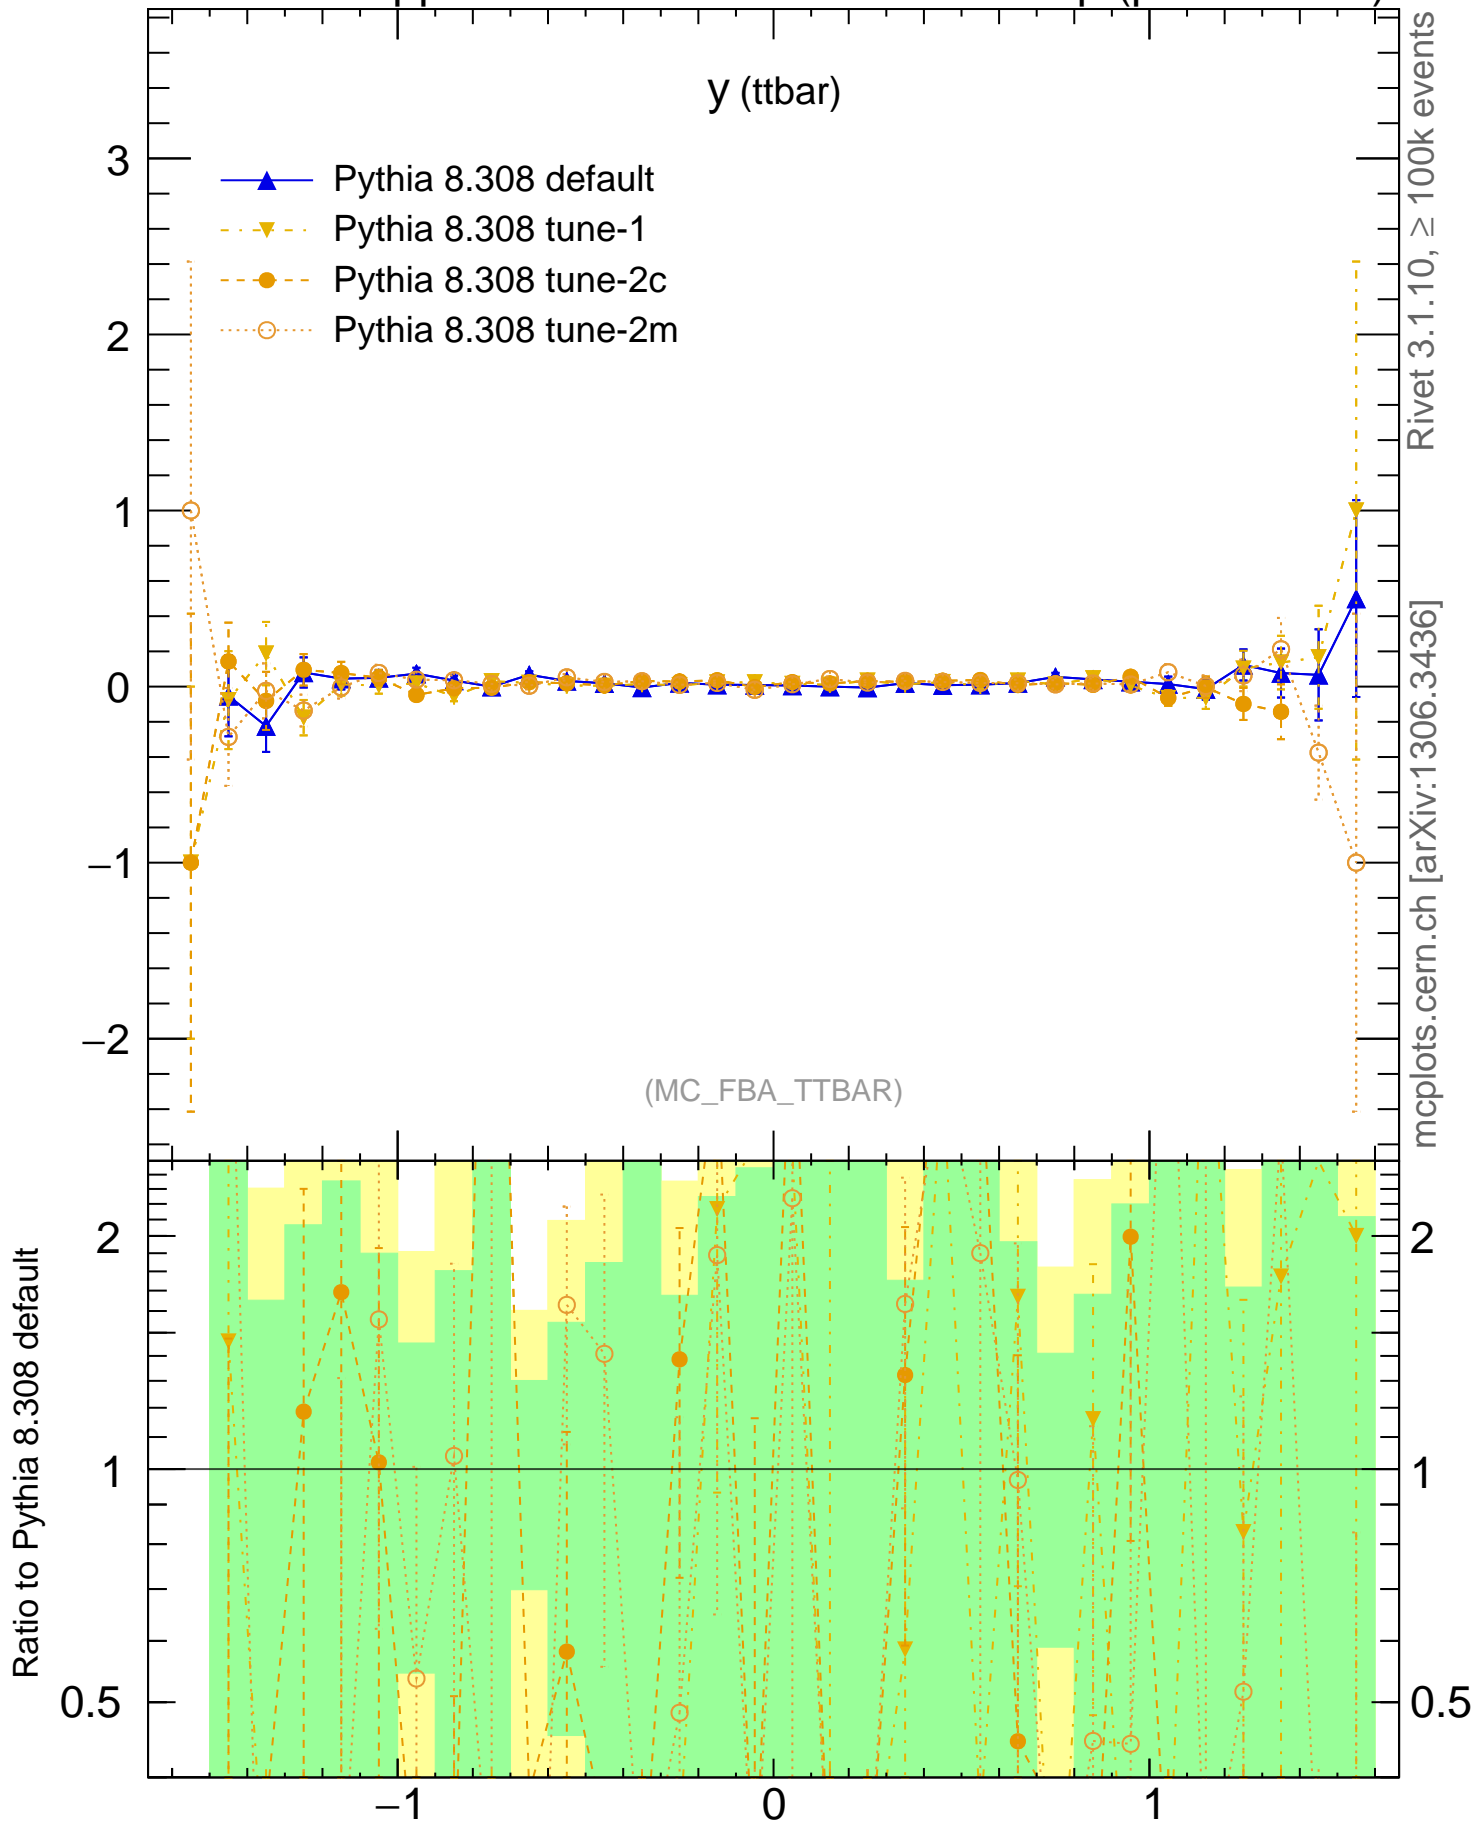 y (ttbar)
Pythia 8.308 default
Pythia 8.308 tune-1
Pythia 8.308 tune-2c
Pythia 8.308 tune-2m
3
2
1
0
−1
−2
(MC_FBA_TTBAR)
Rivet 3.1.10, ≥ 100k events
mcplots.cern.ch [arXiv:1306.3436]
Ratio to Pythia 8.308 default
2
1
0.5
2
1
0.5
−1
0
1